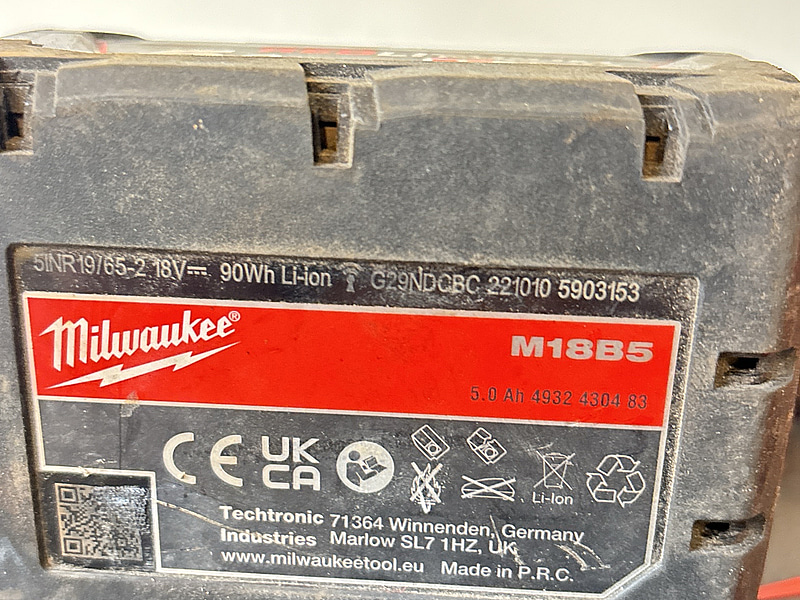 5INR19/65-2 18V⎓ 90Wh Li-ion G29NDCBC 221010 5903153
Milwaukee®
M18B5
5.0 Ah 4932 4304 83
CE UK CA
Li-Ion
Techtronic 71364 Winnenden, Germany
Industries Marlow SL7 1HZ, UK
www.milwaukeetool.eu Made in P.R.C.